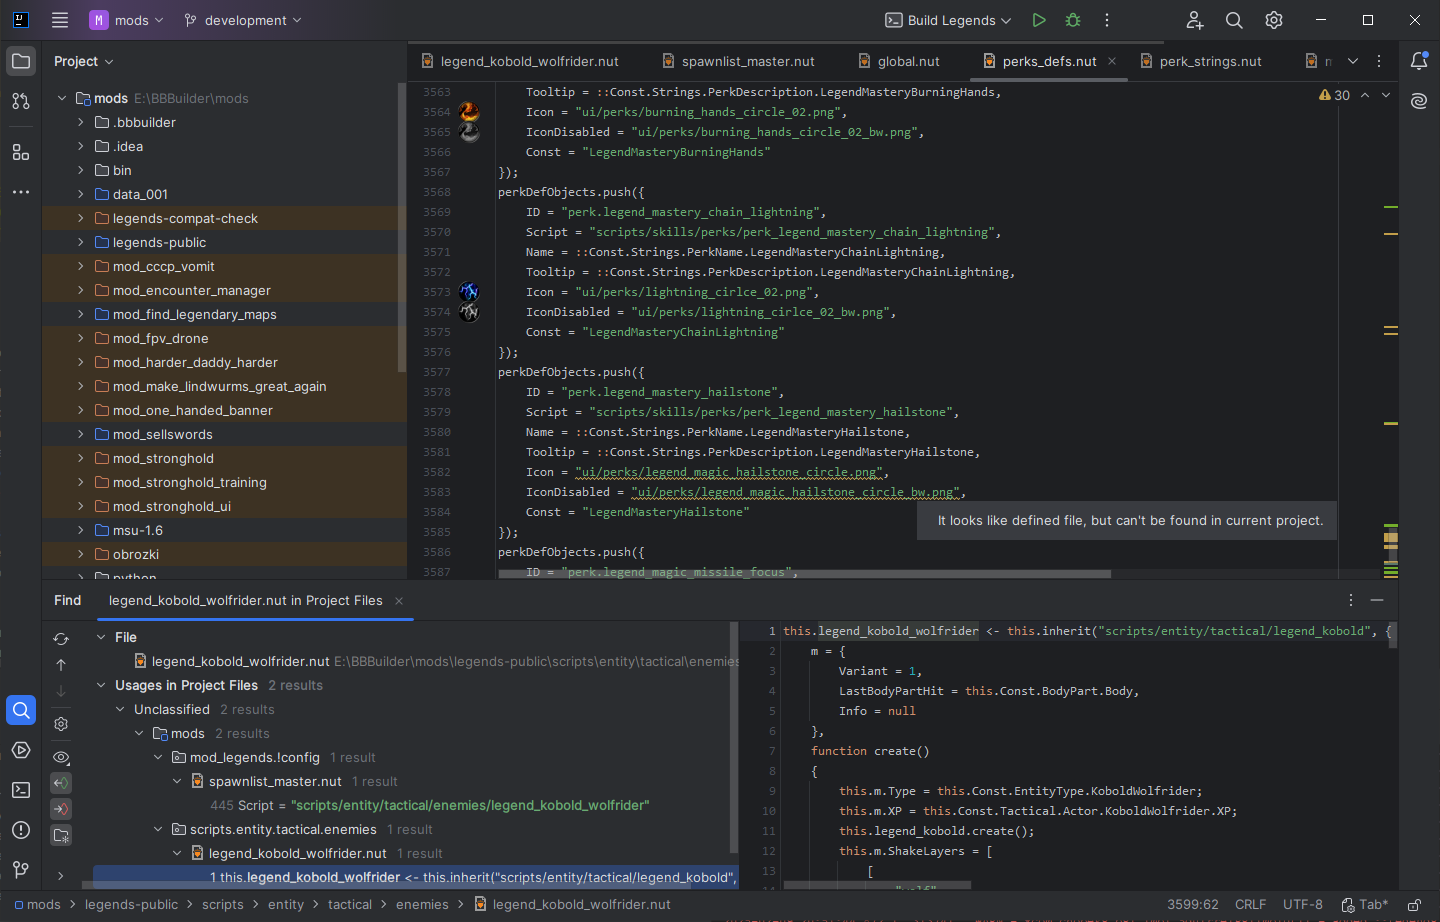 M mods
development
Build Legends
Project
legend_kobold_wolfrider.nut
spawnlist_master.nut
global.nut
perks_defs.nut
perk_strings.nut
mods E:\BBBuilder\mods
.bbbuilder
.idea
bin
data_001
legends-compat-check
legends-public
mod_cccp_vomit
mod_encounter_manager
mod_find_legendary_maps
mod_fpv_drone
mod_harder_daddy_harder
mod_make_lindwurms_great_again
mod_one_handed_banner
mod_sellswords
mod_stronghold
mod_stronghold_training
mod_stronghold_ui
msu-1.6
obrozki
python
30
3563 Tooltip = ::Const.Strings.PerkDescription.LegendMasteryBurningHands,
3564 Icon = "ui/perks/burning_hands_circle_02.png",
3565 IconDisabled = "ui/perks/burning_hands_circle_02_bw.png",
3566 Const = "LegendMasteryBurningHands"
3567 });
3568 perkDefObjects.push({
3569 ID = "perk.legend_mastery_chain_lightning",
3570 Script = "scripts/skills/perks/perk_legend_mastery_chain_lightning",
3571 Name = ::Const.Strings.PerkName.LegendMasteryChainLightning,
3572 Tooltip = ::Const.Strings.PerkDescription.LegendMasteryChainLightning,
3573 Icon = "ui/perks/lightning_cirlce_02.png",
3574 IconDisabled = "ui/perks/lightning_cirlce_02_bw.png",
3575 Const = "LegendMasteryChainLightning"
3576 });
3577 perkDefObjects.push({
3578 ID = "perk.legend_mastery_hailstone",
3579 Script = "scripts/skills/perks/perk_legend_mastery_hailstone",
3580 Name = ::Const.Strings.PerkName.LegendMasteryHailstone,
3581 Tooltip = ::Const.Strings.PerkDescription.LegendMasteryHailstone,
3582 Icon = "ui/perks/legend_magic_hailstone_circle.png",
3583 IconDisabled = "ui/perks/legend_magic_hailstone_circle_bw.png",
3584 Const = "LegendMasteryHailstone"
3585 });
3586 perkDefObjects.push({
3587 ID = "perk.legend_magic_missile_focus",
It looks like defined file, but can't be found in current project.
Find
legend_kobold_wolfrider.nut in Project Files
File
legend_kobold_wolfrider.nut E:\BBBuilder\mods\legends-public\scripts\entity\tactical\enemies
Usages in Project Files 2 results
Unclassified 2 results
mods 2 results
mod_legends.!config 1 result
spawnlist_master.nut 1 result
445 Script = "scripts/entity/tactical/enemies/legend_kobold_wolfrider"
scripts.entity.tactical.enemies 1 result
legend_kobold_wolfrider.nut 1 result
1 this.legend_kobold_wolfrider <- this.inherit("scripts/entity/tactical/legend_kobold",
1 this.legend_kobold_wolfrider <- this.inherit("scripts/entity/tactical/legend_kobold", {
2 m = {
3 Variant = 1,
4 LastBodyPartHit = this.Const.BodyPart.Body,
5 Info = null
6 },
7 function create()
8 {
9 this.m.Type = this.Const.EntityType.KoboldWolfrider;
10 this.m.XP = this.Const.Tactical.Actor.KoboldWolfrider.XP;
11 this.legend_kobold.create();
12 this.m.ShakeLayers = [
13 [
mods > legends-public > scripts > entity > tactical > enemies > legend_kobold_wolfrider.nut
3599:62 CRLF UTF-8 Tab*